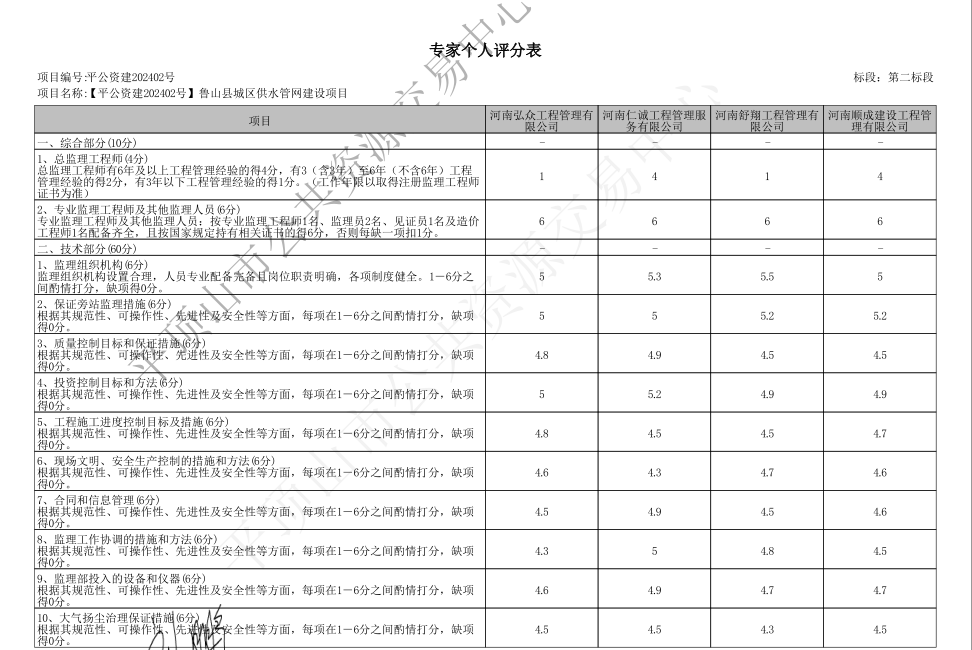 专家个人评分表
项目编号:平公资建202402号 标段：第二标段
项目名称:【平公资建202402号】鲁山县城区供水管网建设项目
项目 河南弘众工程管理有限公司 河南仁诚工程管理服务有限公司 河南舒翔工程管理有限公司 河南顺成建设工程管理有限公司
一、综合部分(10分) - - - -
1、总监理工程师(4分)
总监理工程师有6年及以上工程管理经验的得4分，有3（含3年）至6年（不含6年）工程
管理经验的得2分，有3年以下工程管理经验的得1分。（工作年限以取得注册监理工程师
证书为准） 1 4 1 4
2、专业监理工程师及其他监理人员(6分)
专业监理工程师及其他监理人员：按专业监理工程师1名、监理员2名、见证员1名及造价
工程师1名配备齐全，且按国家规定持有相关证书的得6分，否则每缺一项扣1分。 6 6 6 6
二、技术部分(60分) - - - -
1、监理组织机构(6分)
监理组织机构设置合理，人员专业配备完备且岗位职责明确，各项制度健全。1－6分之
间酌情打分，缺项得0分。 5 5.3 5.5 5
2、保证旁站监理措施(6分)
根据其规范性、可操作性、先进性及安全性等方面，每项在1－6分之间酌情打分，缺项
得0分。 5 5 5.2 5.2
3、质量控制目标和保证措施(6分)
根据其规范性、可操作性、先进性及安全性等方面，每项在1－6分之间酌情打分，缺项
得0分。 4.8 4.9 4.5 4.5
4、投资控制目标和方法(6分)
根据其规范性、可操作性、先进性及安全性等方面，每项在1－6分之间酌情打分，缺项
得0分。 5 5.2 4.9 4.9
5、工程施工进度控制目标及措施(6分)
根据其规范性、可操作性、先进性及安全性等方面，每项在1－6分之间酌情打分，缺项
得0分。 4.8 4.5 4.5 4.7
6、现场文明、安全生产控制的措施和方法(6分)
根据其规范性、可操作性、先进性及安全性等方面，每项在1－6分之间酌情打分，缺项
得0分。 4.6 4.3 4.7 4.6
7、合同和信息管理(6分)
根据其规范性、可操作性、先进性及安全性等方面，每项在1－6分之间酌情打分，缺项
得0分。 4.5 4.9 4.5 4.6
8、监理工作协调的措施和方法(6分)
根据其规范性、可操作性、先进性及安全性等方面，每项在1－6分之间酌情打分，缺项
得0分。 4.3 5 4.8 4.5
9、监理部投入的设备和仪器(6分)
根据其规范性、可操作性、先进性及安全性等方面，每项在1－6分之间酌情打分，缺项
得0分。 4.6 4.9 4.7 4.7
10、大气扬尘治理保证措施(6分)
根据其规范性、可操作性、先进性及安全性等方面，每项在1－6分之间酌情打分，缺项
得0分。 4.5 4.5 4.3 4.5
平顶山市公共资源交易中心
平顶山市公共资源交易中心